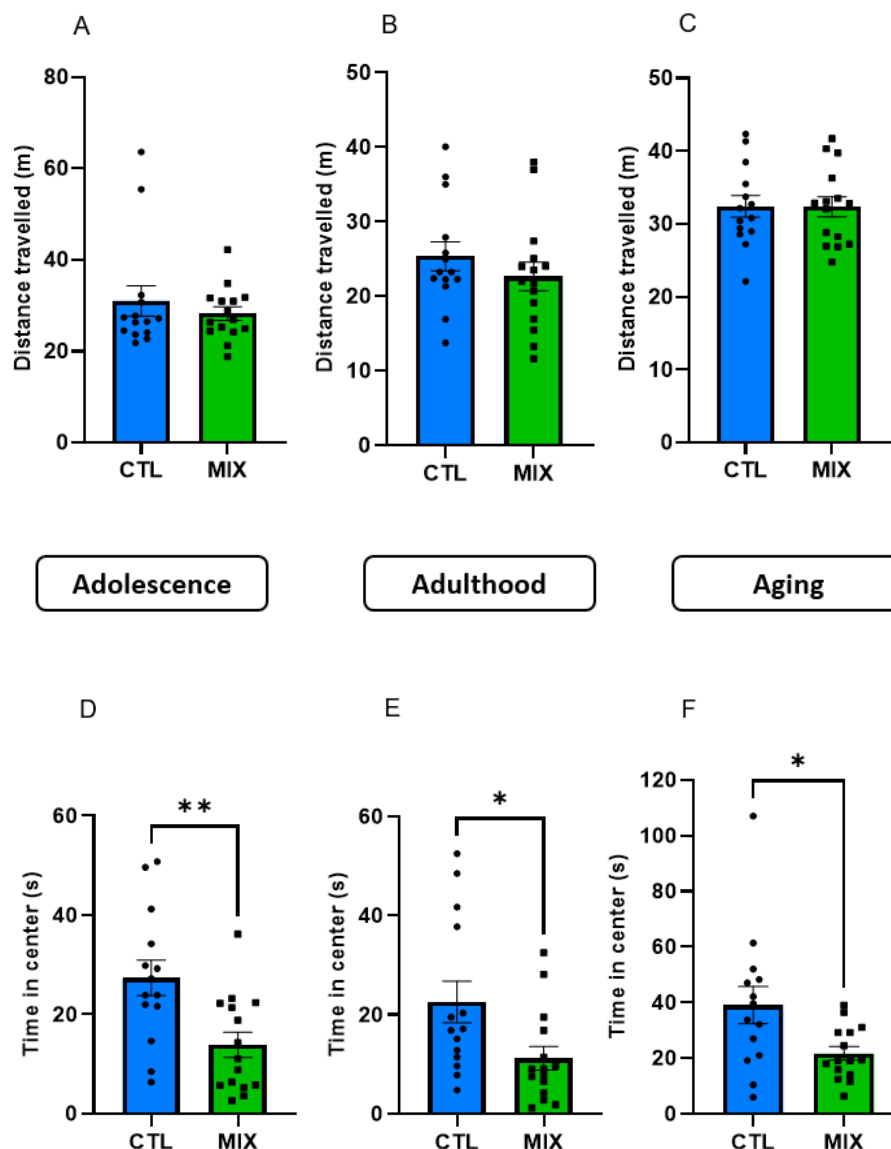 A
Distance travelled (m)
80
60
40
20
0
CTL MIX
B
Distance travelled (m)
50
40
30
20
10
0
CTL MIX
C
Distance travelled (m)
50
40
30
20
10
0
CTL MIX
Adolescence
Adulthood
Aging
D
Time in center (s)
60
40
20
0
**
CTL MIX
E
Time in center (s)
60
40
20
0
*
CTL MIX
F
Time in center (s)
120
100
80
60
40
20
0
*
CTL MIX